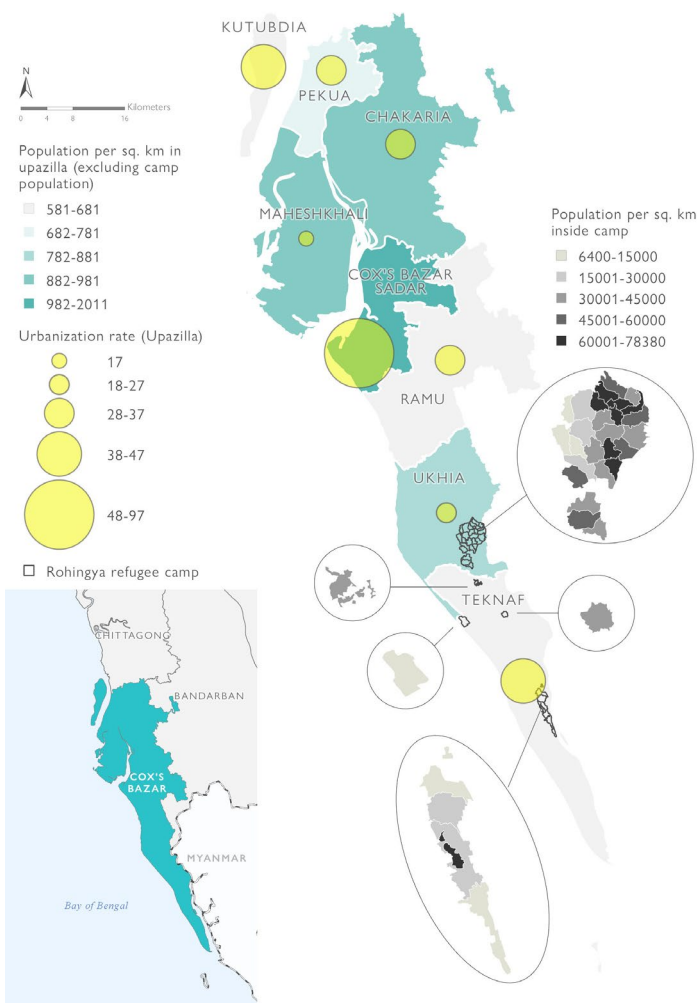 KUTUBDIA
PEKUA
CHAKARIA
MAHESHKHALI
COX'S BAZAR
SADAR
RAMU
UKHIA
TEKNAF
N
Kilometers
0 4 8 16
Population per sq. km in
upazilla (excluding camp
population)
581-681
682-781
782-881
882-981
982-2011
Urbanization rate (Upazilla)
17
18-27
28-37
38-47
48-97
Rohingya refugee camp
Population per sq. km
inside camp
6400-15000
15001-30000
30001-45000
45001-60000
60001-78380
CHITTAGONG
BANDARBAN
COX'S
BAZAR
MYANMAR
Bay of Bengal